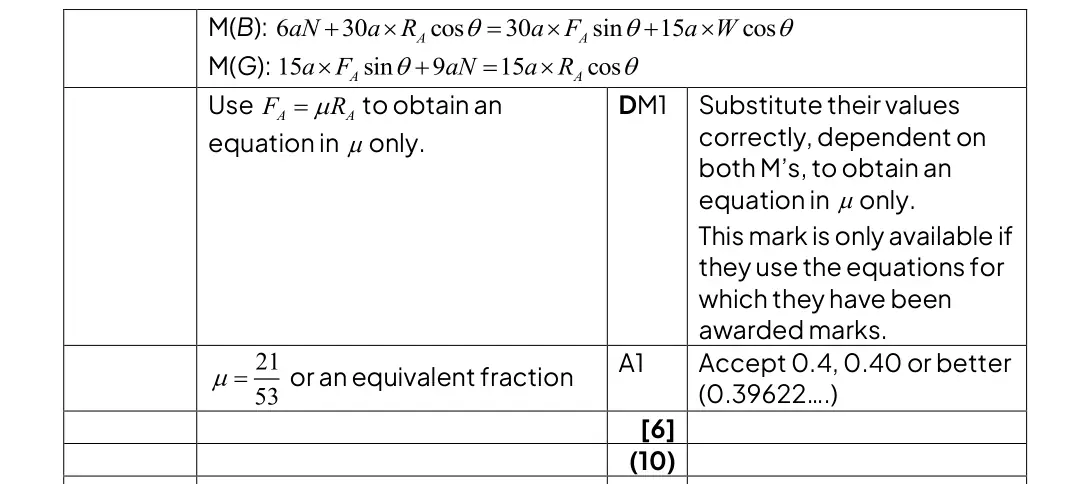 M(B): 6aN + 30a × R_A cos θ = 30a × F_A sin θ + 15a × W cos θ
M(G): 15a × F_A sin θ + 9aN = 15a × R_A cos θ
Use F_A = μR_A to obtain an
equation in μ only.
DM1
Substitute their values
correctly, dependent on
both M’s, to obtain an
equation in μ only.
This mark is only available if
they use the equations for
which they have been
awarded marks.
μ = 21/53 or an equivalent fraction
A1
Accept 0.4, 0.40 or better
(0.39622….)
[6]
(10)